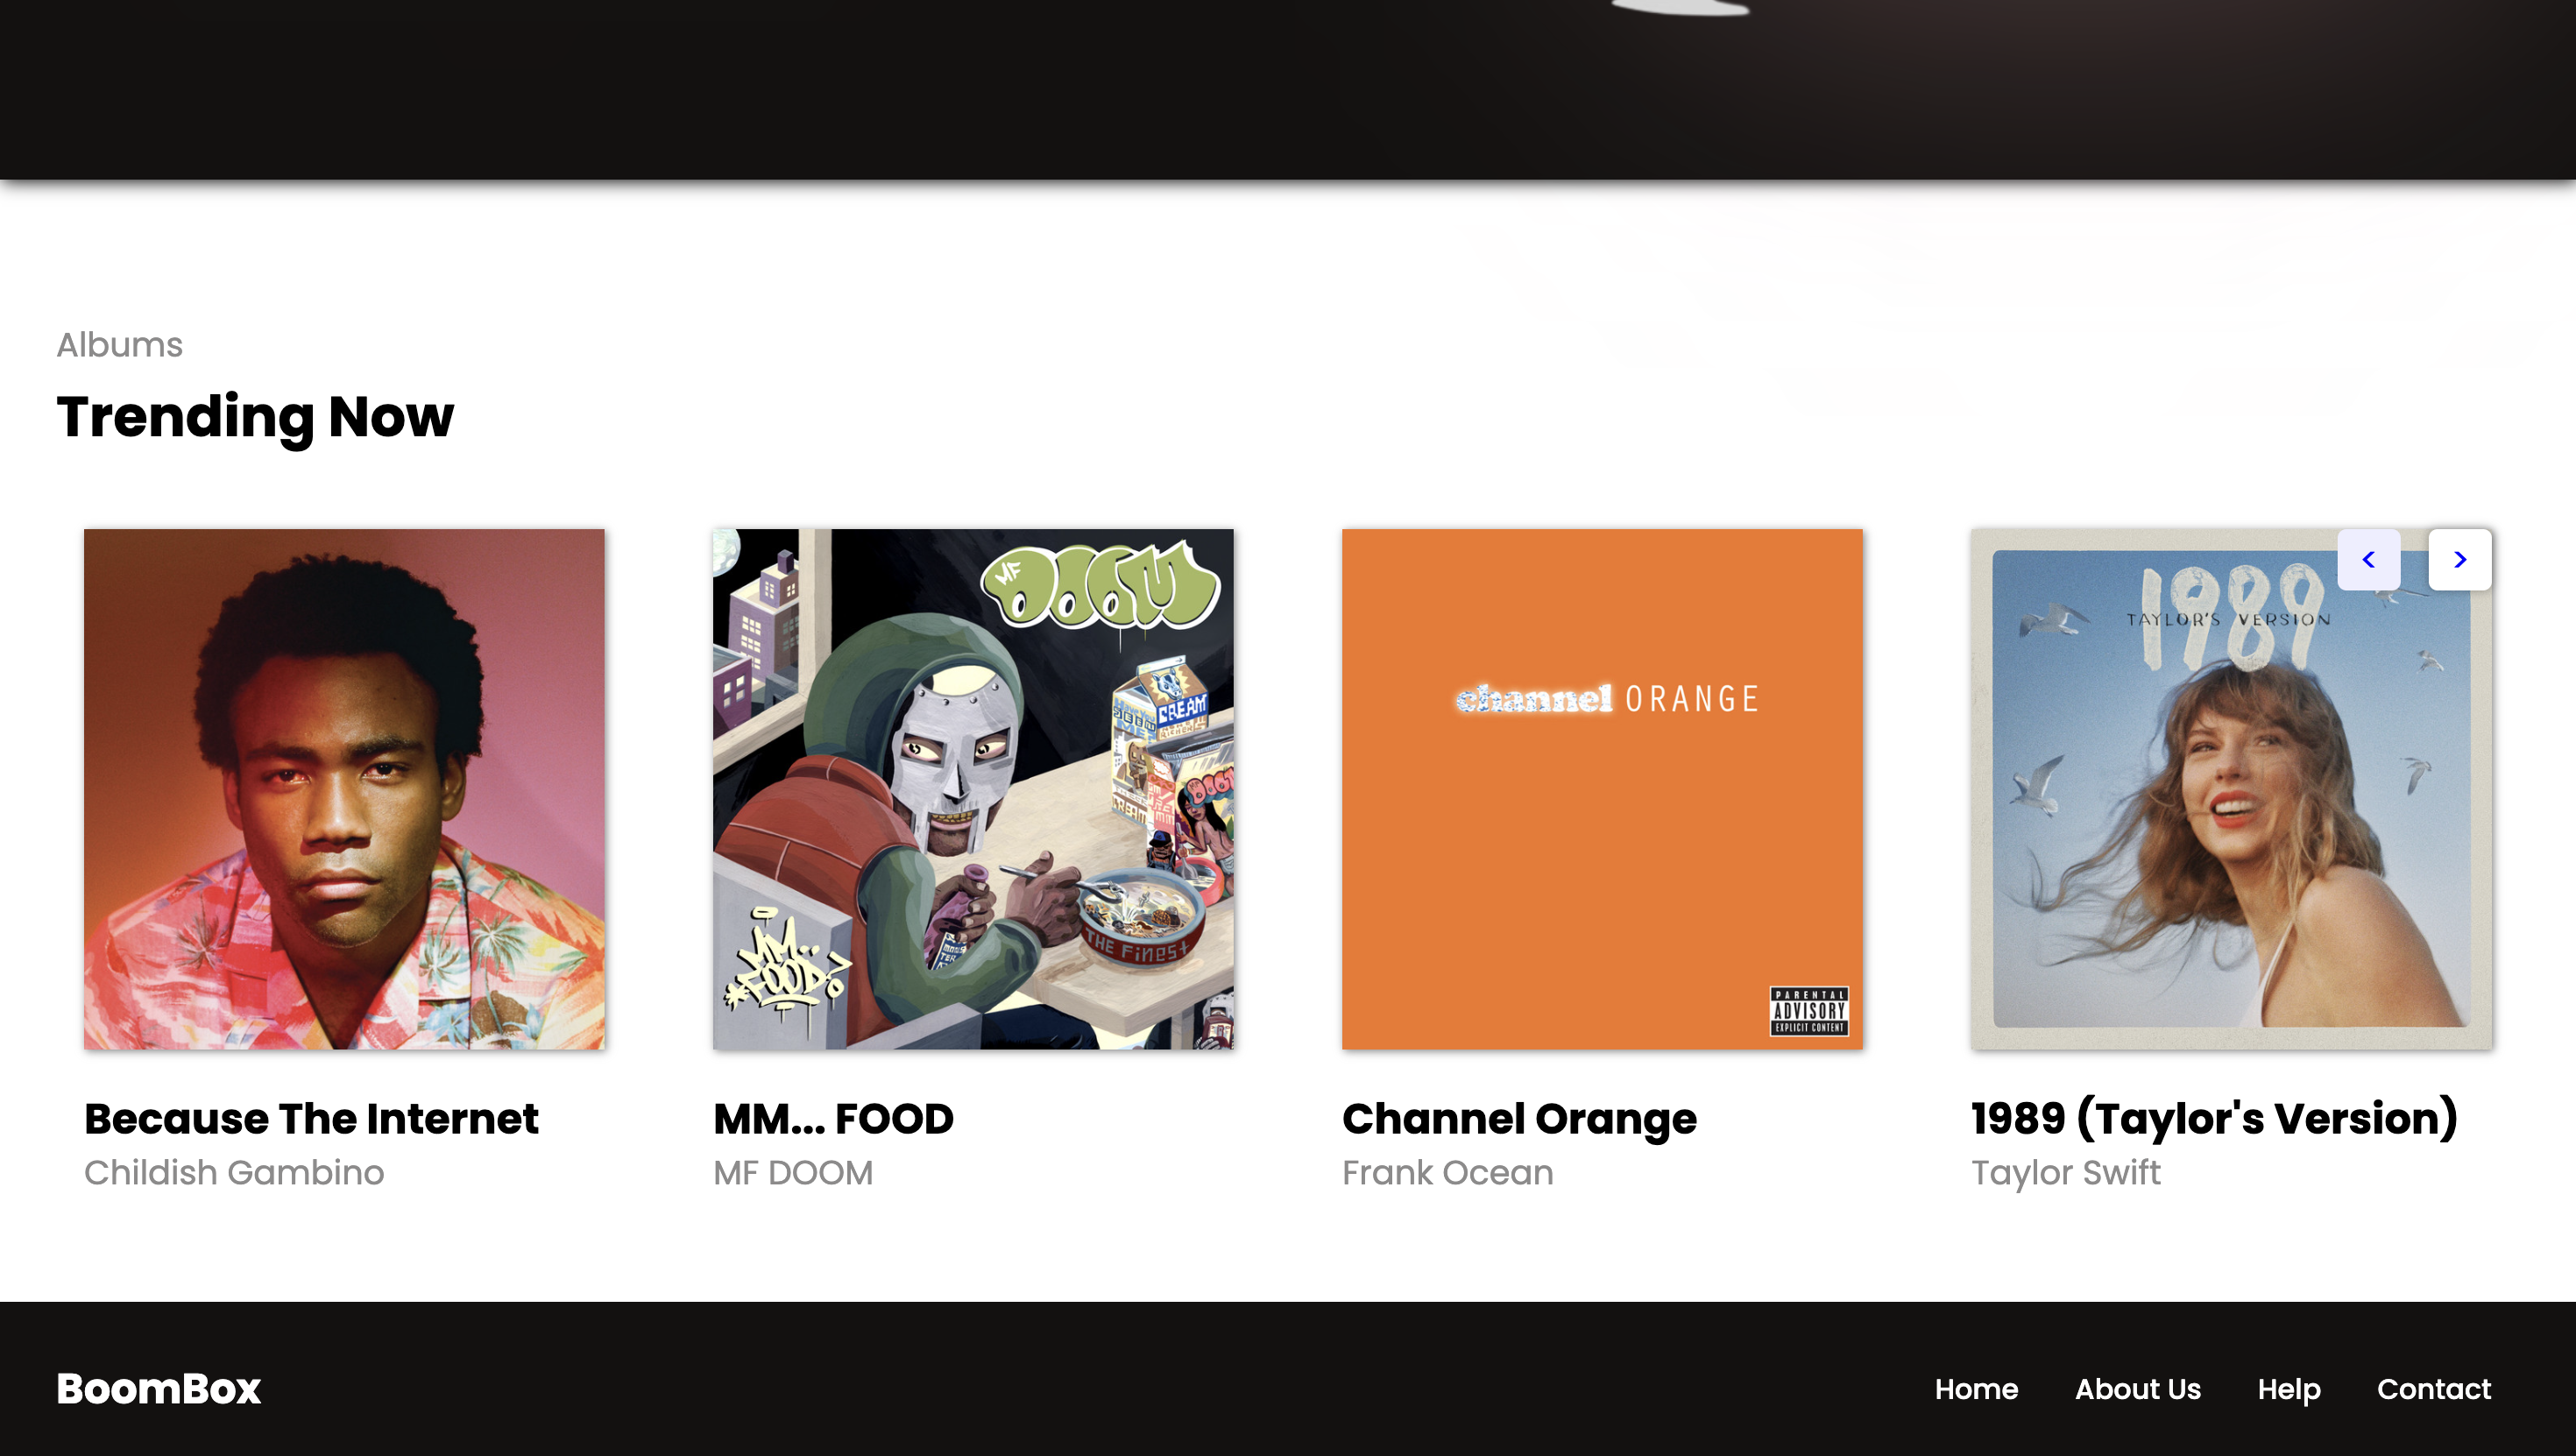 Albums
Trending Now
MF DOOM
CREAM
CREAM
MM..
FOOD?
THE FiNEST
channel ORANGE
PARENTAL
ADVISORY
EXPLICIT CONTENT
1989
TAYLOR'S VERSION
<
>
Because The Internet
Childish Gambino
MM... FOOD
MF DOOM
Channel Orange
Frank Ocean
1989 (Taylor's Version)
Taylor Swift
BoomBox
Home About Us Help Contact